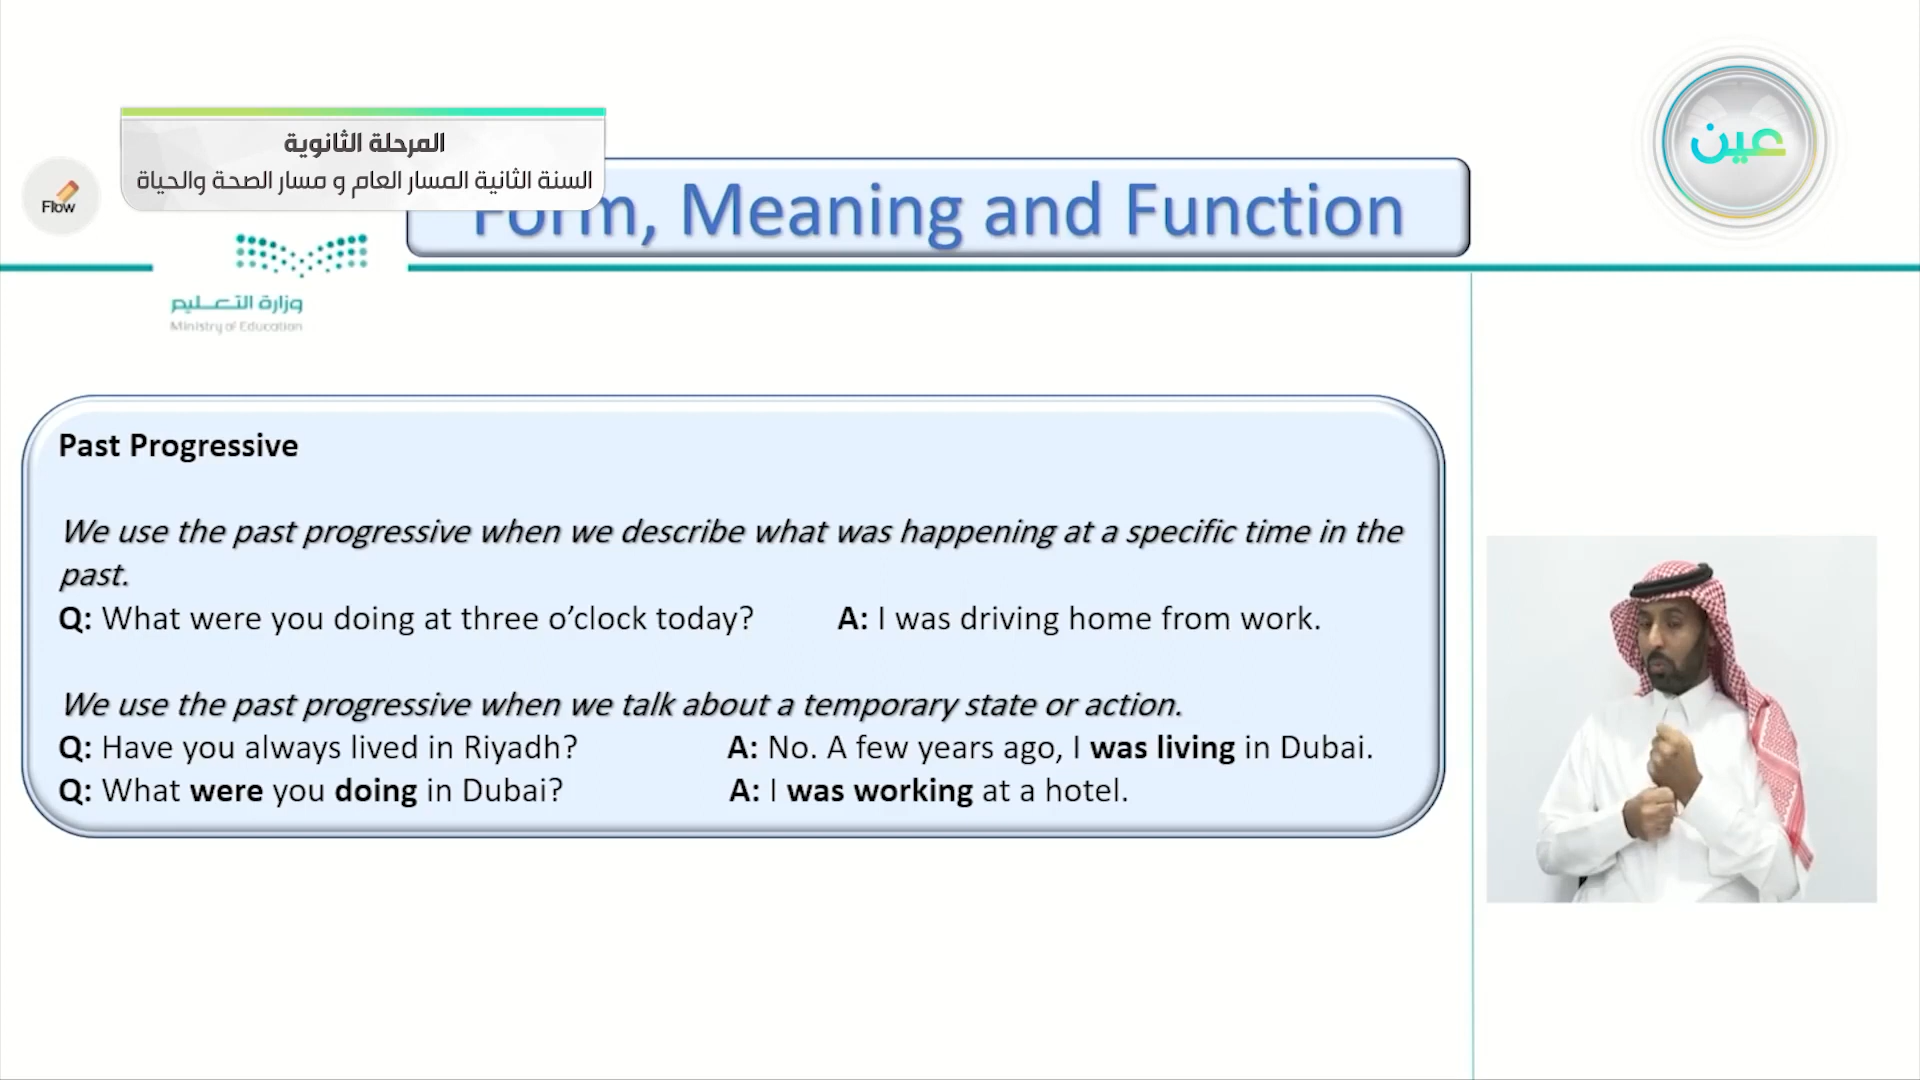 المرحلة الثانوية
السنة الثانية المسار العام و مسار الصحة والحياة
عين
Flow
Form, Meaning and Function
وزارة التعليم
Ministry of Education
Past Progressive
We use the past progressive when we describe what was happening at a specific time in the
past.
Q: What were you doing at three o’clock today? A: I was driving home from work.
We use the past progressive when we talk about a temporary state or action.
Q: Have you always lived in Riyadh? A: No. A few years ago, I was living in Dubai.
Q: What were you doing in Dubai? A: I was working at a hotel.